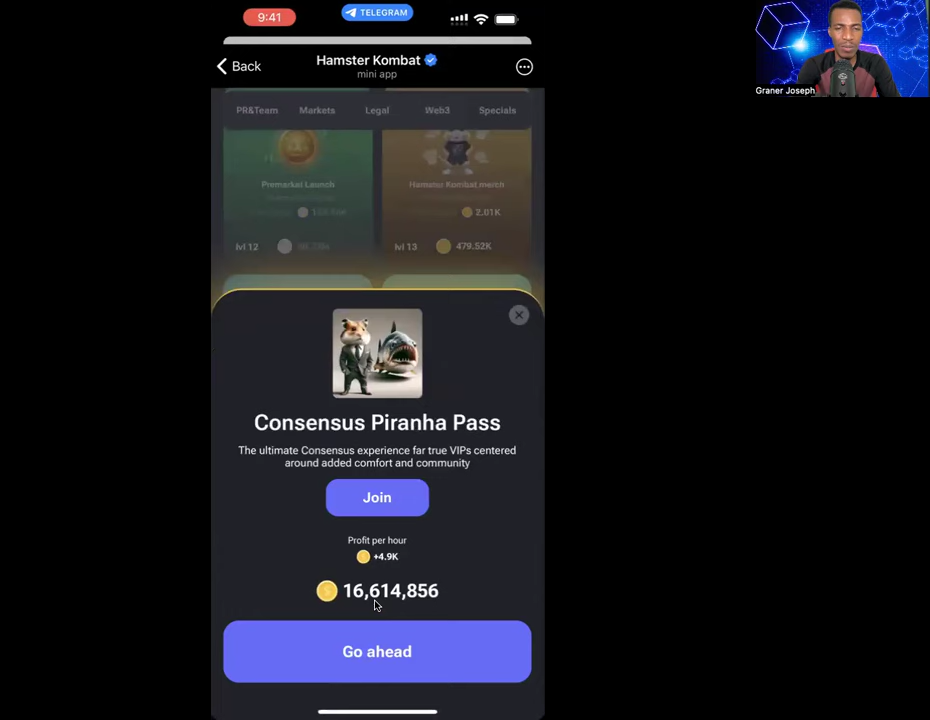 9:41
TELEGRAM
Back
Hamster Kombat
mini app
PR&Team Markets Legal Web3 Specials
Premarket Launch
Hamster Kombat merch
2.01K
lvl 12
lvl 13 479.52K
Consensus Piranha Pass
The ultimate Consensus experience far true VIPs centered
around added comfort and community
Join
Profit per hour
+4.9K
16,614,856
Go ahead
Graner Joseph